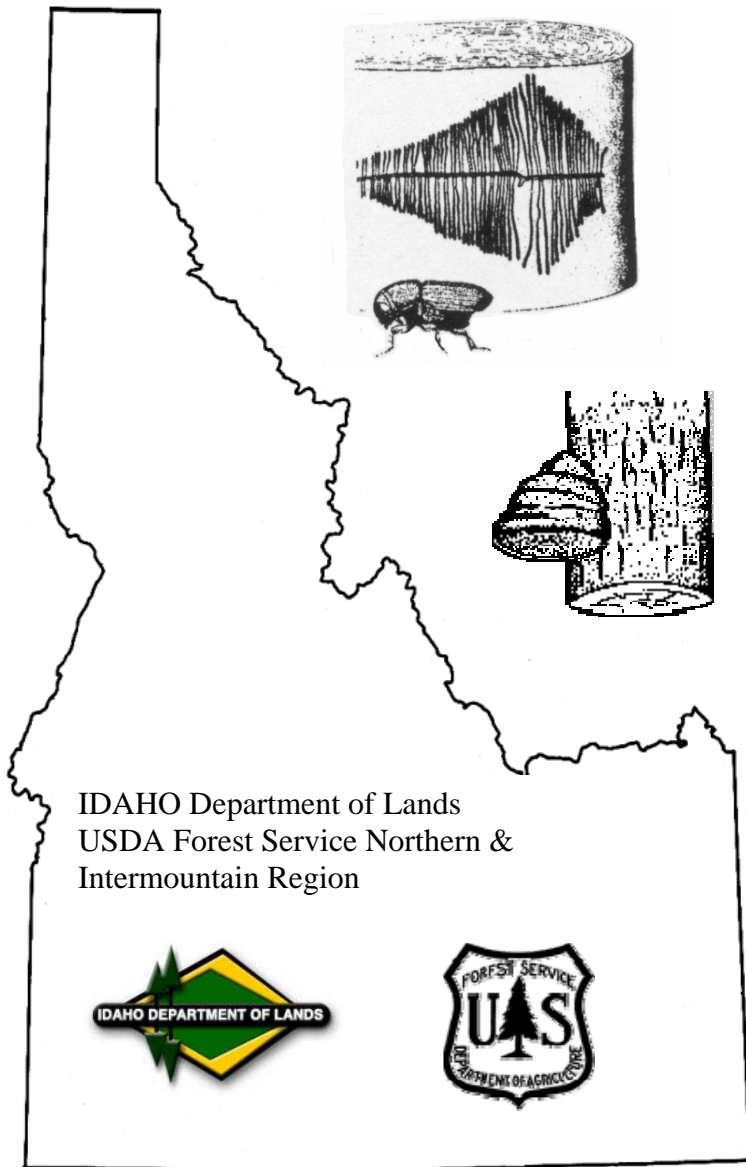 IDAHO Department of Lands
USDA Forest Service Northern &
Intermountain Region
IDAHO DEPARTMENT OF LANDS
FOREST SERVICE
U S
DEPARTMENT OF AGRICULTURE